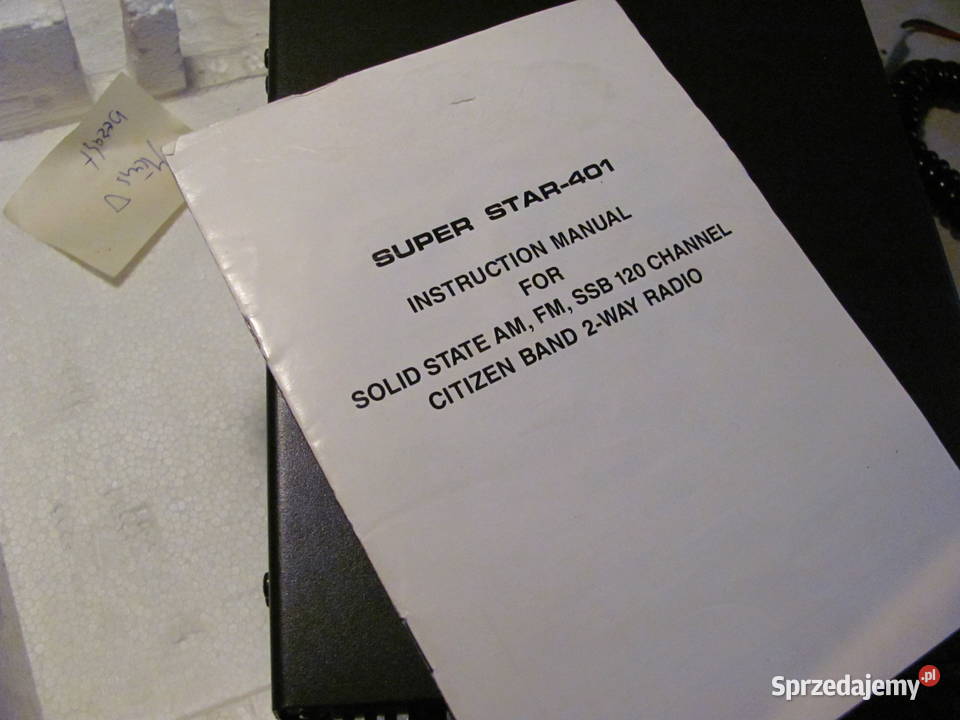 SUPER STAR-401
INSTRUCTION MANUAL
FOR
SOLID STATE AM, FM, SSB 120 CHANNEL
CITIZEN BAND 2-WAY RADIO
Sprzedajemy.pl